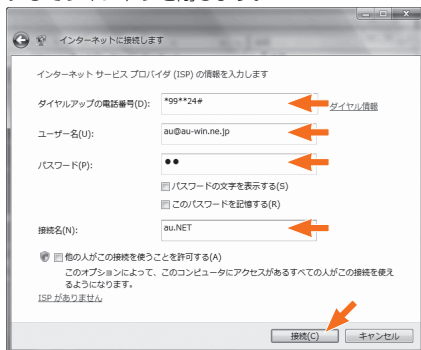 インターネットに接続します
インターネット サービス プロバイダ (ISP) の情報を入力します
ダイヤルアップの電話番号(D): *99**24# ダイヤル情報
ユーザー名(U): au@au-win.ne.jp
パスワード(P): ●●
パスワードの文字を表示する(S)
このパスワードを記憶する(R)
接続名(N): au.NET
他の人がこの接続を使うことを許可する(A)
このオプションによって、このコンピュータにアクセスがあるすべての人がこの接続を使え
るようになります。
ISP がありません
接続(C) キャンセル